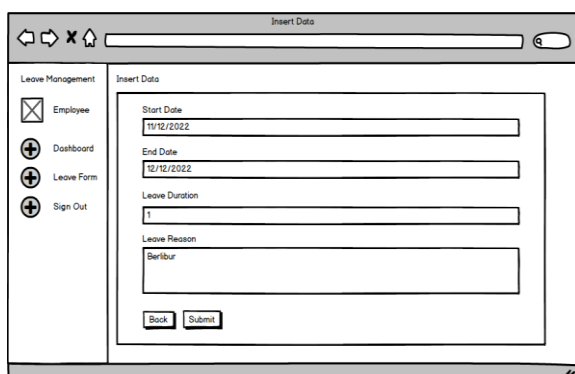 Insert Data
Leave Management
Employee
Dashboard
Leave Form
Sign Out
Insert Data
Start Date
11/12/2022
End Date
12/12/2022
Leave Duration
1
Leave Reason
Berlibur
Back
Submit